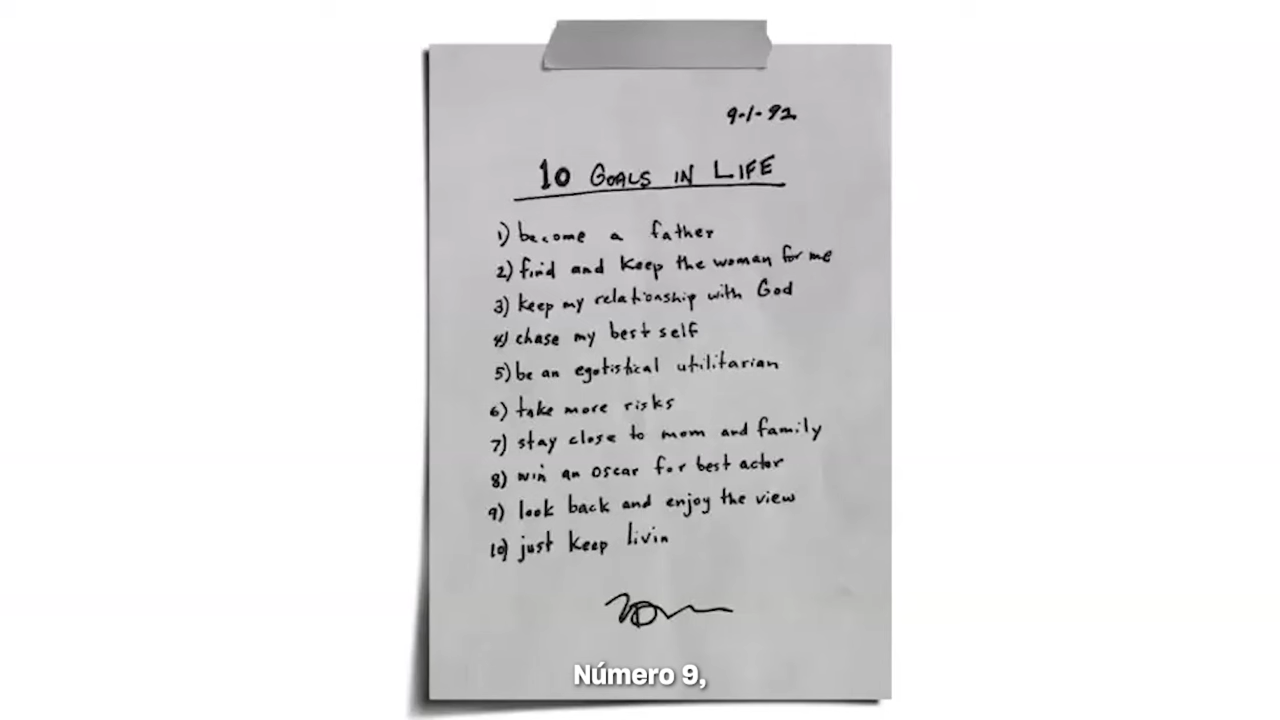 9-1-92
10 GOALS IN LIFE
1) become a father
2) find and keep the woman for me
3) keep my relationship with God
4) chase my best self
5) be an egotistical utilitarian
6) take more risks
7) stay close to mom and family
8) win an oscar for best actor
9) look back and enjoy the view
10) just keep livin
Número 9,